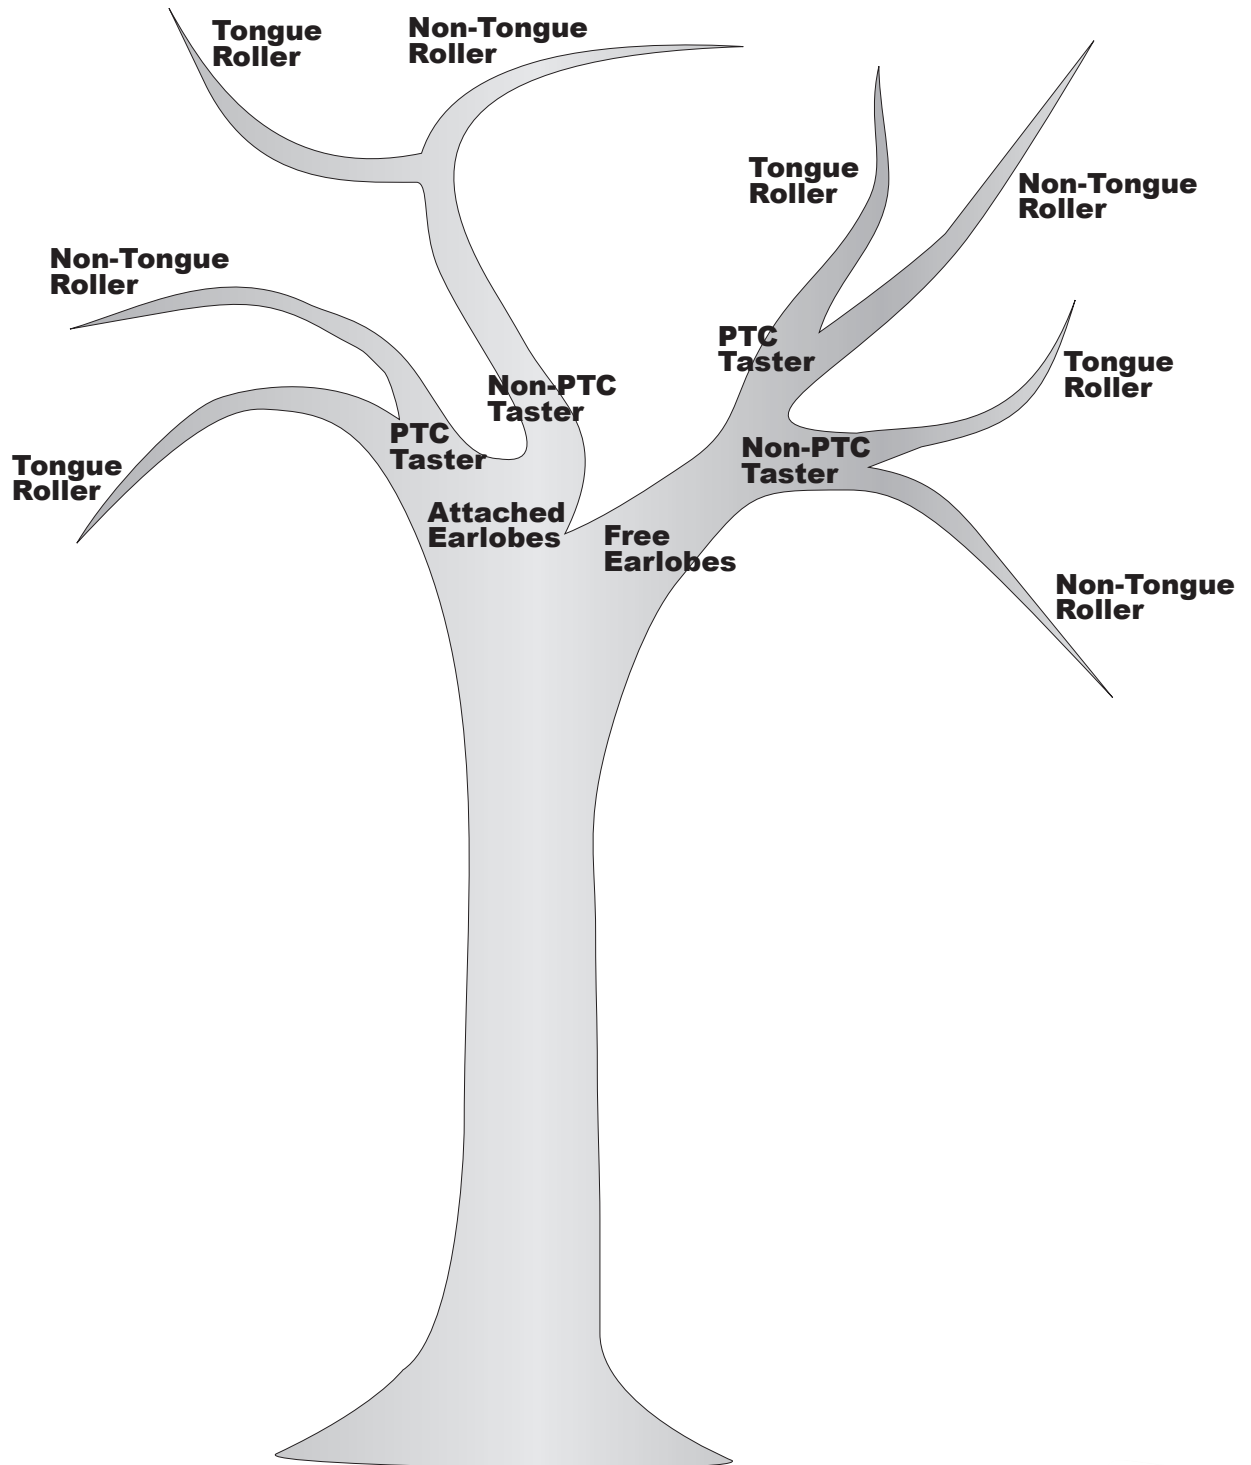 Tongue
Roller
Non-Tongue
Roller
Tongue
Roller
Non-Tongue
Roller
Non-Tongue
Roller
PTC
Taster
Tongue
Roller
Non-PTC
Taster
PTC
Taster
Non-PTC
Taster
Tongue
Roller
Attached
Earlobes
Free
Earlobes
Non-Tongue
Roller